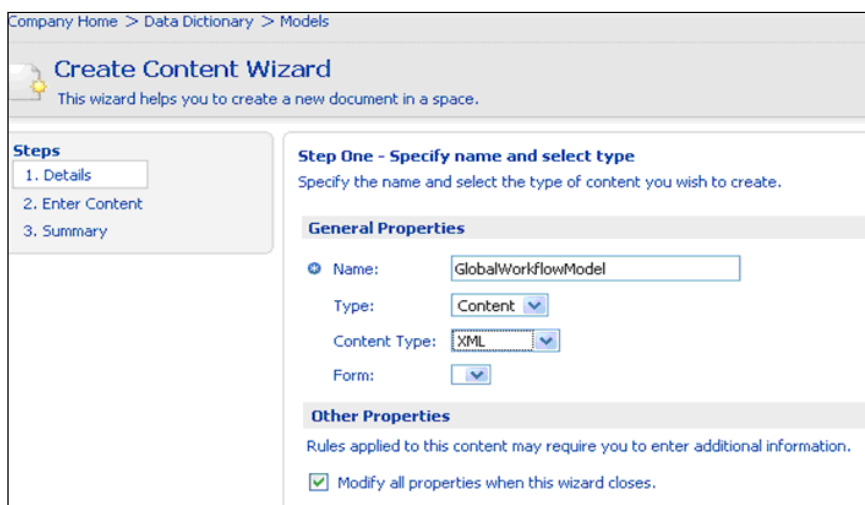 Company Home > Data Dictionary > Models
Create Content Wizard
This wizard helps you to create a new document in a space.
Steps
1. Details
2. Enter Content
3. Summary
Step One - Specify name and select type
Specify the name and select the type of content you wish to create.
General Properties
Name: GlobalWorkflowModel
Type: Content
Content Type: XML
Form:
Other Properties
Rules applied to this content may require you to enter additional information.
Modify all properties when this wizard closes.